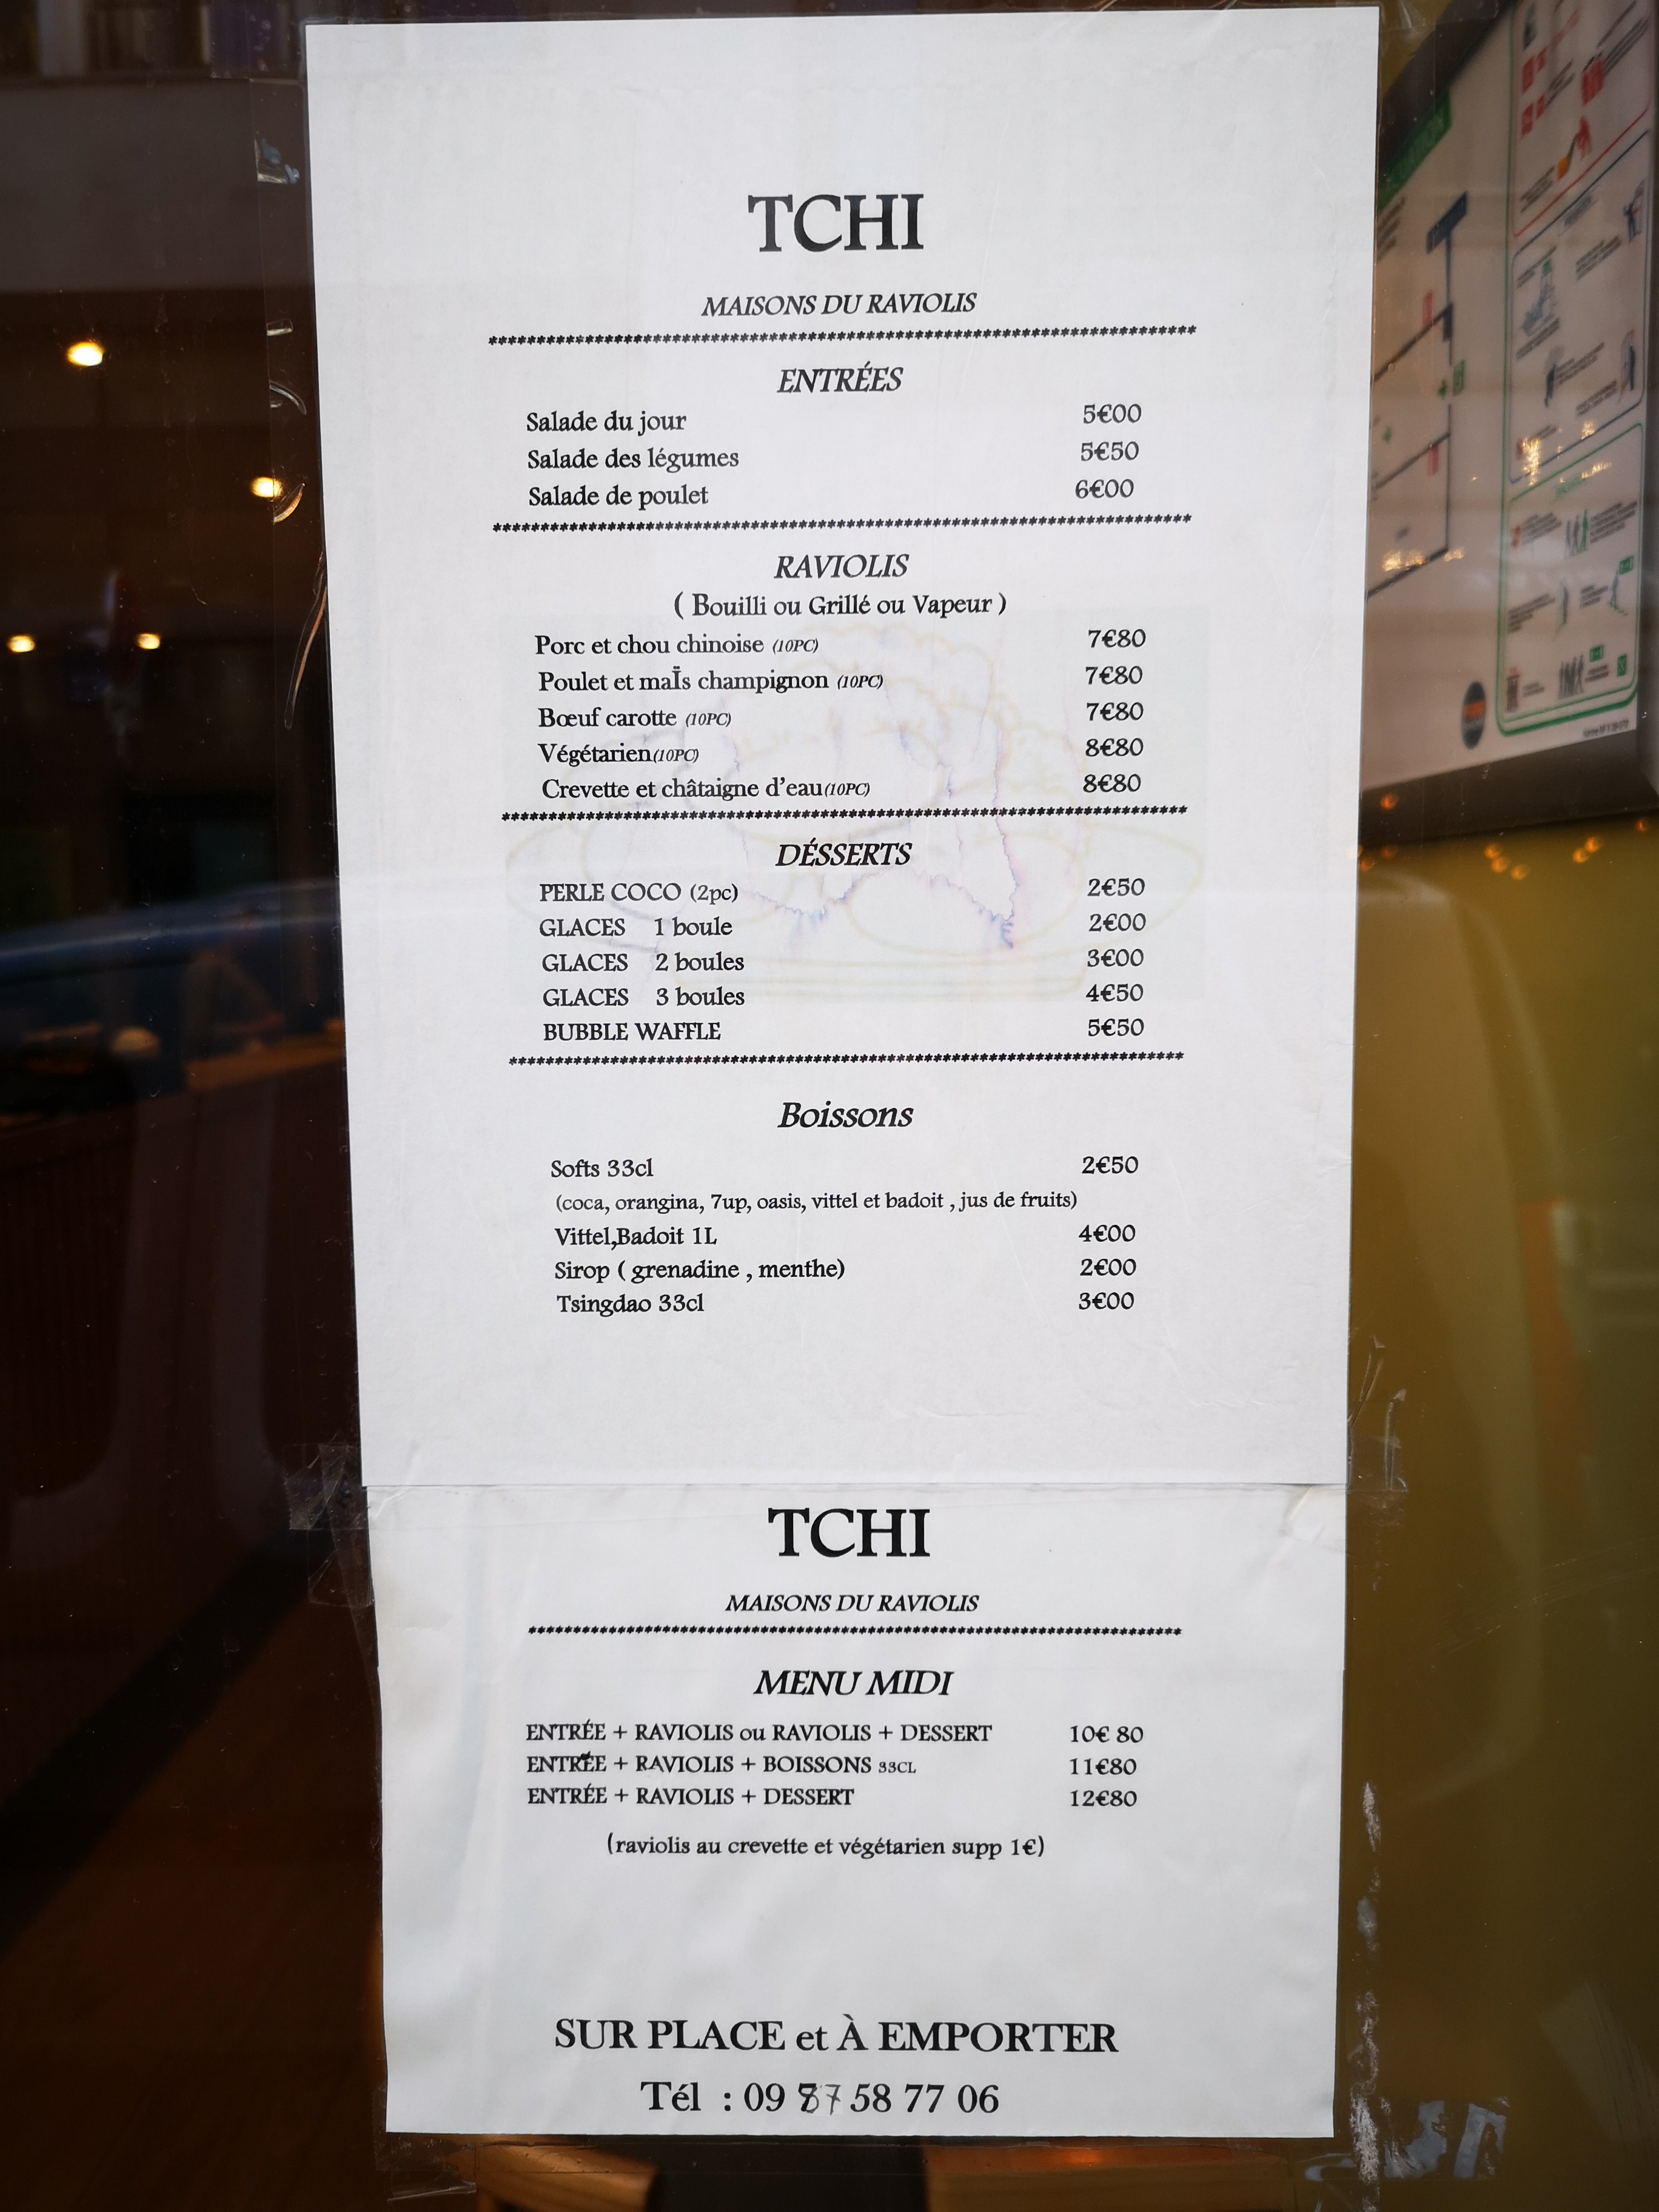 TCHI
MAISONS DU RAVIOLIS
****************************************************************************************
ENTRÉES
Salade du jour 5€00
Salade des légumes 5€50
Salade de poulet 6€00
****************************************************************************************
RAVIOLIS
( Bouilli ou Grillé ou Vapeur )
Porc et chou chinoise (10PC) 7€80
Poulet et maÏs champignon (10PC) 7€80
Bœuf carotte (10PC) 7€80
Végétarien(10PC) 8€80
Crevette et châtaigne d’eau(10PC) 8€80
****************************************************************************************
DÉSSERTS
PERLE COCO (2pc) 2€50
GLACES 1 boule 2€00
GLACES 2 boules 3€00
GLACES 3 boules 4€50
BUBBLE WAFFLE 5€50
****************************************************************************************
Boissons
Softs 33cl 2€50
(coca, orangina, 7up, oasis, vittel et badoit , jus de fruits)
Vittel,Badoit 1L 4€00
Sirop ( grenadine , menthe) 2€00
Tsingdao 33cl 3€00
TCHI
MAISONS DU RAVIOLIS
****************************************************************************************
MENU MIDI
ENTRÉE + RAVIOLIS ou RAVIOLIS + DESSERT 10€ 80
ENTRÉE + RAVIOLIS + BOISSONS 33CL 11€80
ENTRÉE + RAVIOLIS + DESSERT 12€80
(raviolis au crevette et végétarien supp 1€)
SUR PLACE et À EMPORTER
Tél : 09 87 58 77 06